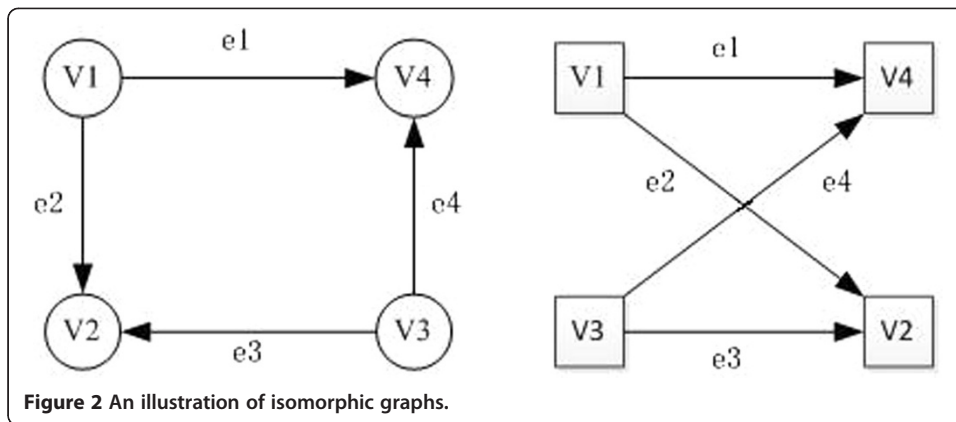 e1
V1
V4
e2
e4
V2
V3
e3
e1
V1
V4
e2
e4
V3
V2
e3
Figure 2 An illustration of isomorphic graphs.